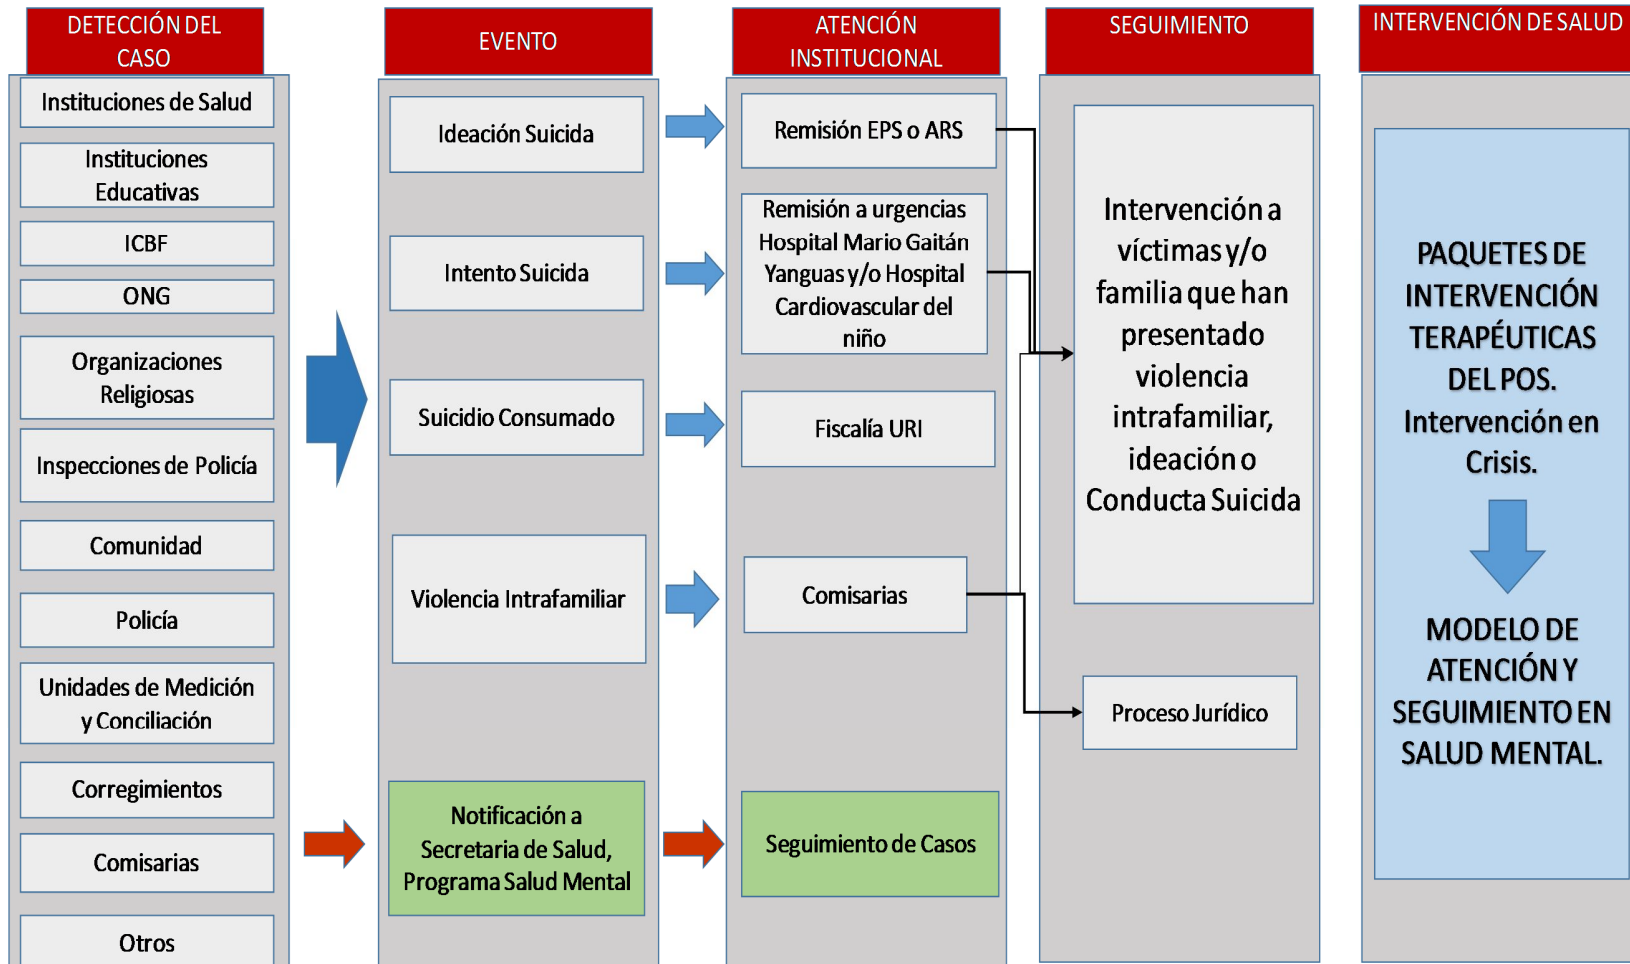 DETECCIÓN DEL
CASO
Instituciones de Salud
Instituciones
Educativas
ICBF
ONG
Organizaciones
Religiosas
Inspecciones de Policía
Comunidad
Policía
Unidades de Medición
y Conciliación
Corregimientos
Comisarias
Otros
EVENTO
Ideación Suicida
Intento Suicida
Suicidio Consumado
Violencia Intrafamiliar
Notificación a
Secretaria de Salud,
Programa Salud Mental
ATENCIÓN
INSTITUCIONAL
Remisión EPS o ARS
Remisión a urgencias
Hospital Mario Gaitán
Yanguas y/o Hospital
Cardiovascular del
niño
Fiscalía URI
Comisarias
Seguimiento de Casos
SEGUIMIENTO
Intervención a
víctimas y/o
familia que han
presentado
violencia
intrafamiliar,
ideación o
Conducta Suicida
Proceso Jurídico
INTERVENCIÓN DE SALUD
PAQUETES DE
INTERVENCIÓN
TERAPÉUTICAS
DEL POS.
Intervención en
Crisis.
MODELO DE
ATENCIÓN Y
SEGUIMIENTO EN
SALUD MENTAL.